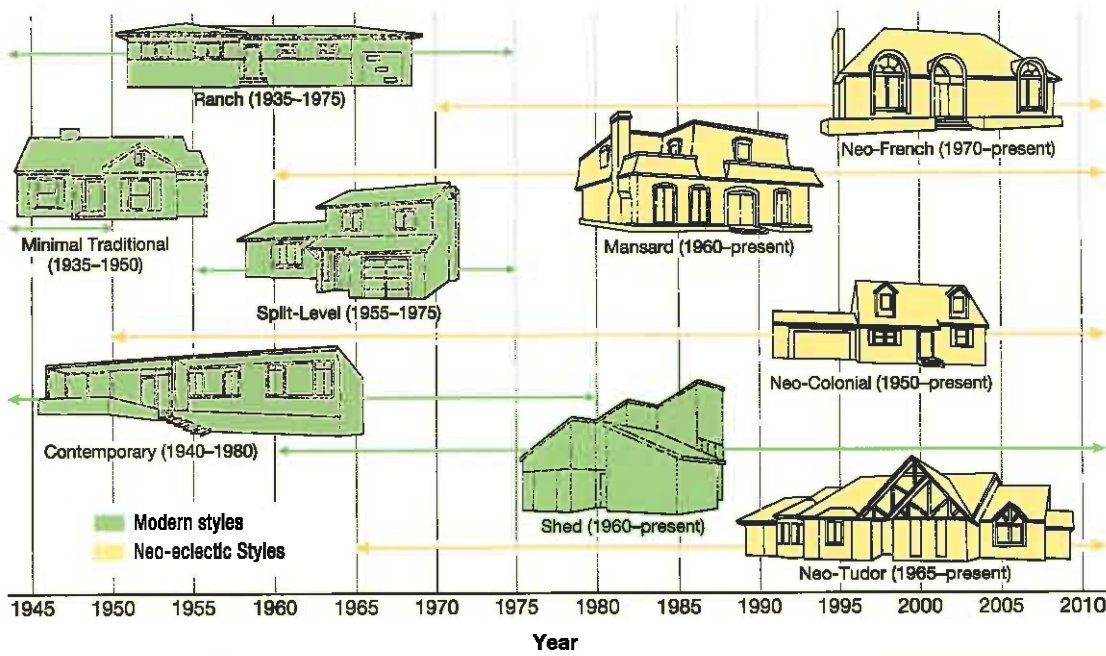 Ranch (1935–1975)
Neo-French (1970–present)
Minimal Traditional
(1935–1950)
Mansard (1960–present)
Split-Level (1955–1975)
Neo-Colonial (1950–present)
Contemporary (1940–1980)
Shed (1960–present)
Modern styles
Neo-eclectic Styles
Neo-Tudor (1965–present)
1945 1950 1955 1960 1965 1970 1975 1980 1985 1990 1995 2000 2005 2010
Year